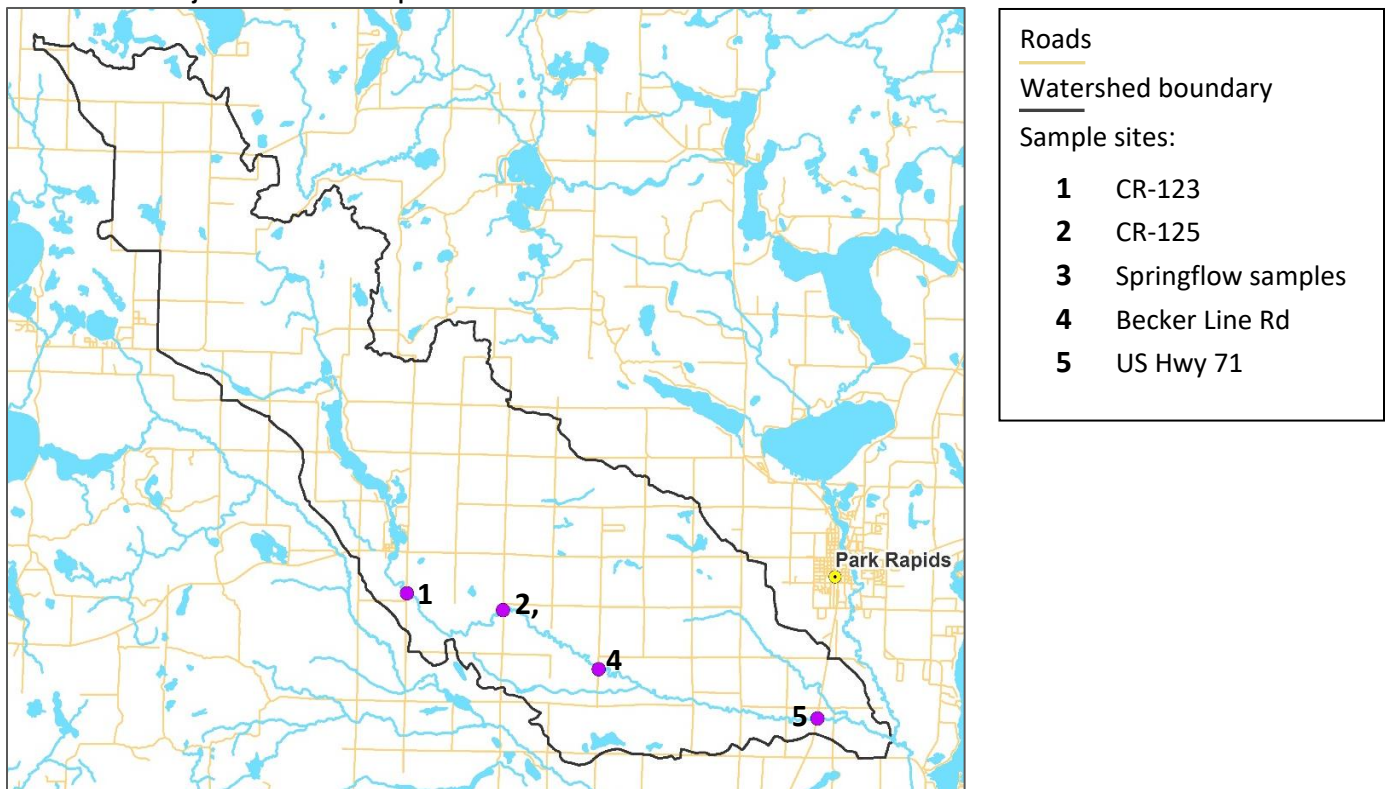 Roads
Watershed boundary
Sample sites:
1 CR-123
2 CR-125
3 Springflow samples
4 Becker Line Rd
5 US Hwy 71
Park Rapids
1
2,
4
5